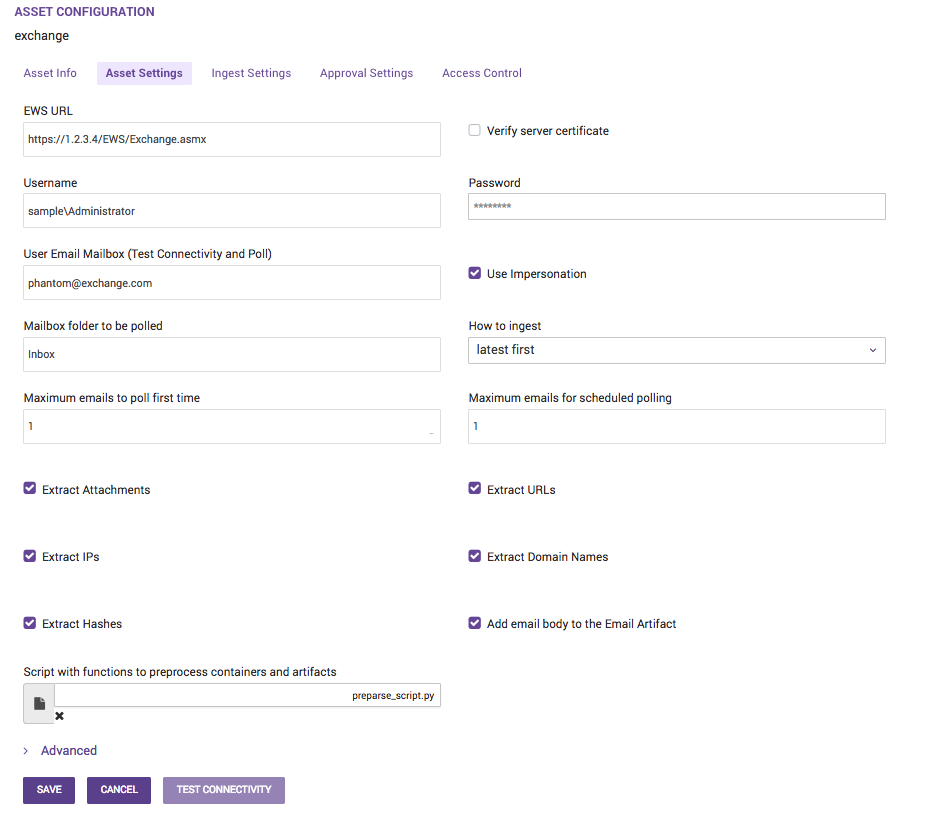 ASSET CONFIGURATION
exchange
Asset Info Asset Settings Ingest Settings Approval Settings Access Control
EWS URL
https://1.2.3.4/EWS/Exchange.asmx
Verify server certificate
Username
Password
sample\Administrator
********
User Email Mailbox (Test Connectivity and Poll)
phantom@exchange.com
Use Impersonation
Mailbox folder to be polled
How to ingest
Inbox
latest first
Maximum emails to poll first time
Maximum emails for scheduled polling
1
1
Extract Attachments
Extract URLs
Extract IPs
Extract Domain Names
Extract Hashes
Add email body to the Email Artifact
Script with functions to preprocess containers and artifacts
preparse_script.py
Advanced
SAVE CANCEL TEST CONNECTIVITY